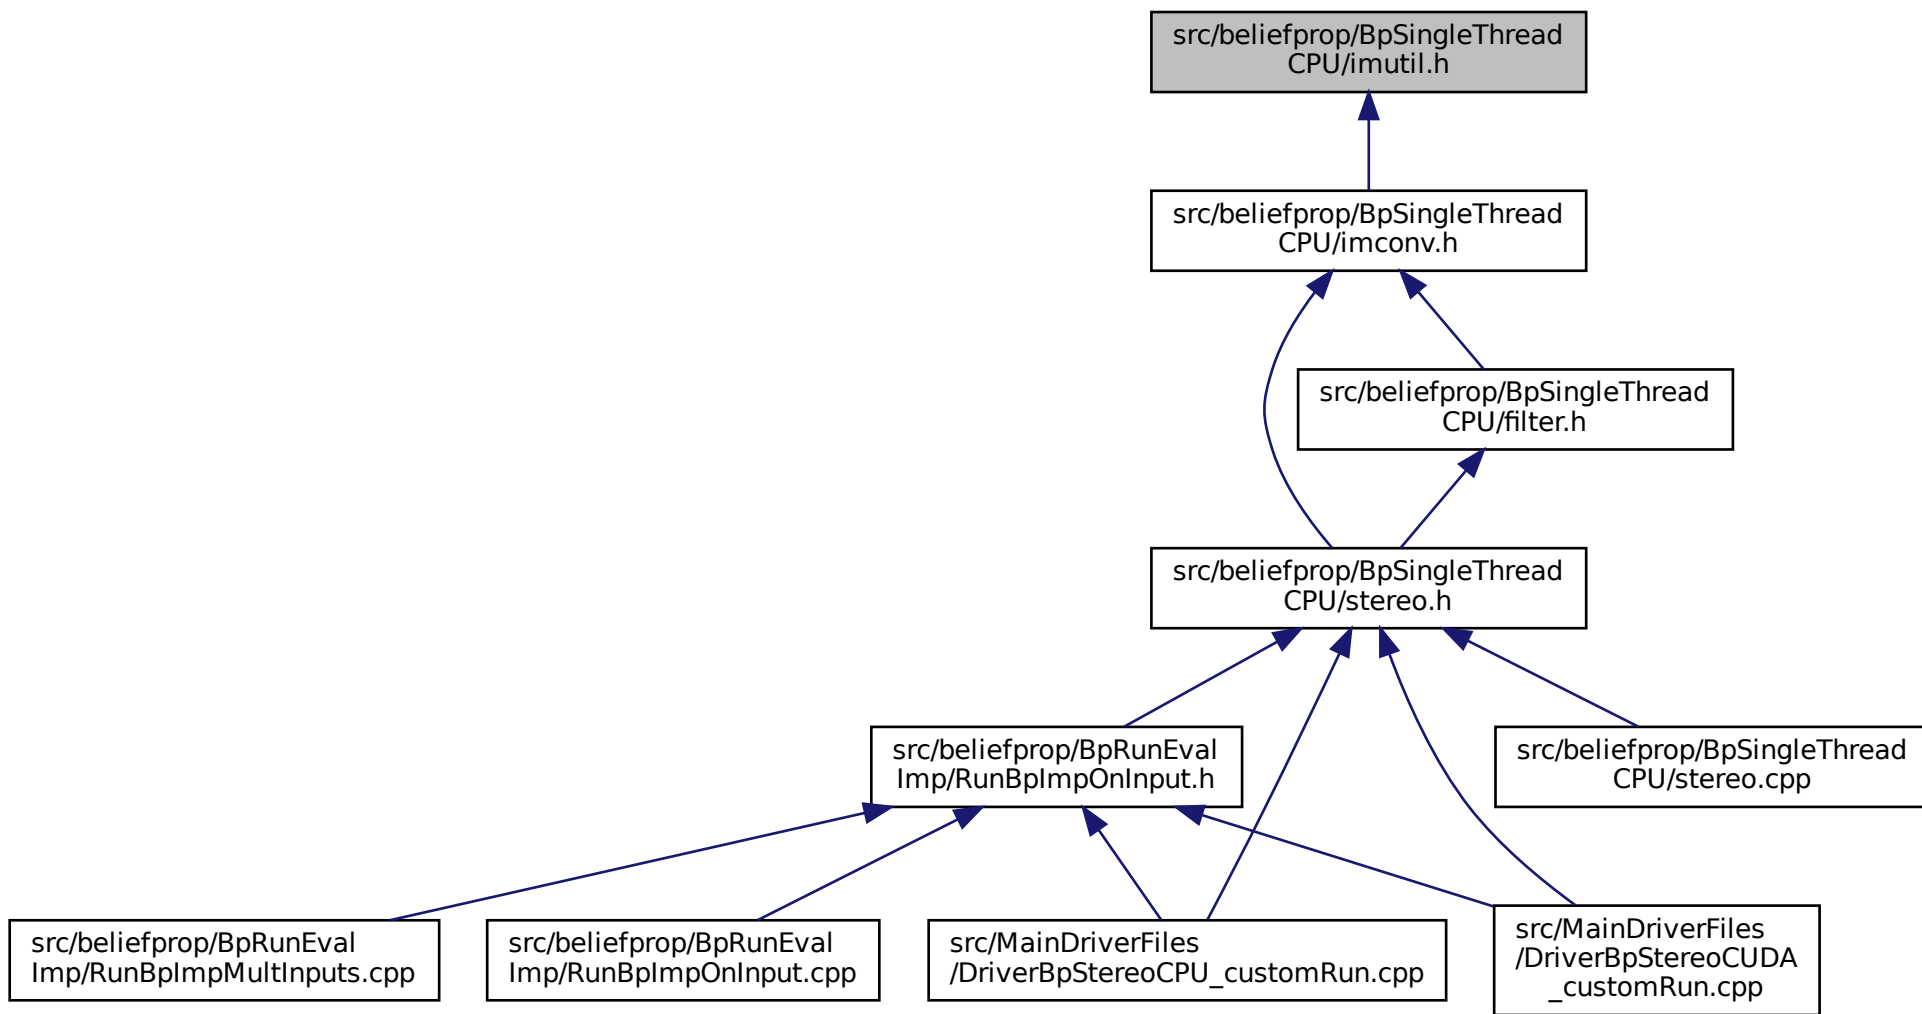 src/beliefprop/BpSingleThread
CPU/imutil.h
src/beliefprop/BpSingleThread
CPU/imconv.h
src/beliefprop/BpSingleThread
CPU/filter.h
src/beliefprop/BpSingleThread
CPU/stereo.h
src/beliefprop/BpRunEval
Imp/RunBpImpOnInput.h
src/beliefprop/BpSingleThread
CPU/stereo.cpp
src/beliefprop/BpRunEval
Imp/RunBpImpMultInputs.cpp
src/beliefprop/BpRunEval
Imp/RunBpImpOnInput.cpp
src/MainDriverFiles
/DriverBpStereoCPU_customRun.cpp
src/MainDriverFiles
/DriverBpStereoCUDA
_customRun.cpp